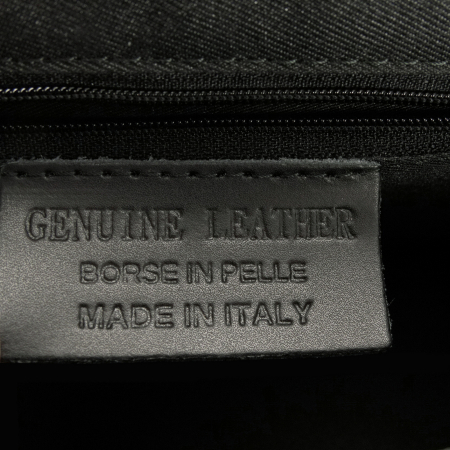 GENUINE LEATHER
BORSE IN PELLE
MADE IN ITALY